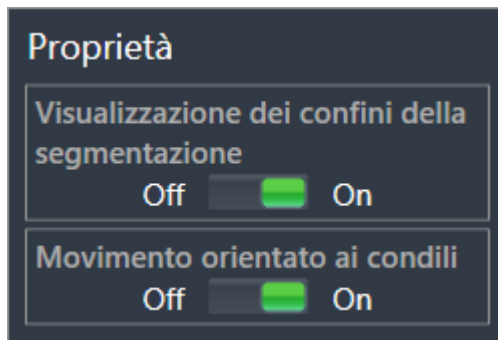 Proprietà
Visualizzazione dei confini della
segmentazione
Off On
Movimento orientato ai condili
Off On